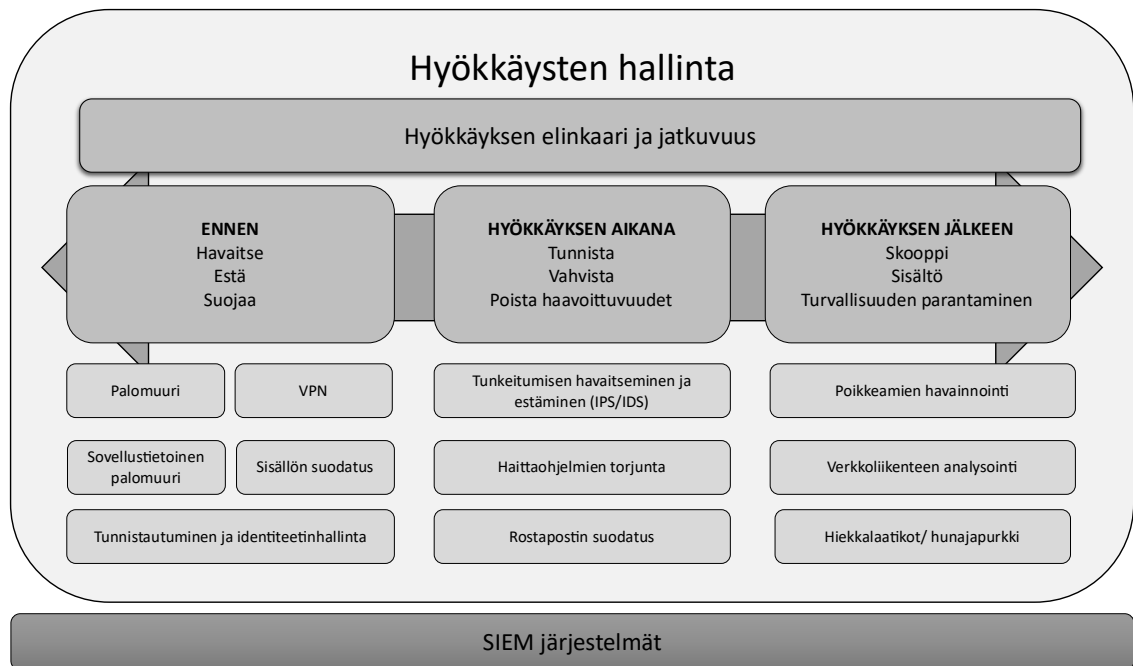 Hyökkäysten hallinta
Hyökkäyksen elinkaari ja jatkuvuus
ENNEN
Havaitse
Estä
Suojaa
HYÖKKÄYKSEN AIKANA
Tunnista
Vahvista
Poista haavoittuvuudet
HYÖKKÄYKSEN JÄLKEEN
Skooppi
Sisältö
Turvallisuuden parantaminen
Palomuuri
VPN
Tunkeitumisen havaitseminen ja
estäminen (IPS/IDS)
Poikkeamien havainnointi
Sovellustietoinen
palomuuri
Sisällön suodatus
Haittaohjelmien torjunta
Verkkoliikenteen analysointi
Tunnistautuminen ja identiteetinhallinta
Rostapostin suodatus
Hiekkalaatikot/ hunajapurkki
SIEM järjestelmät